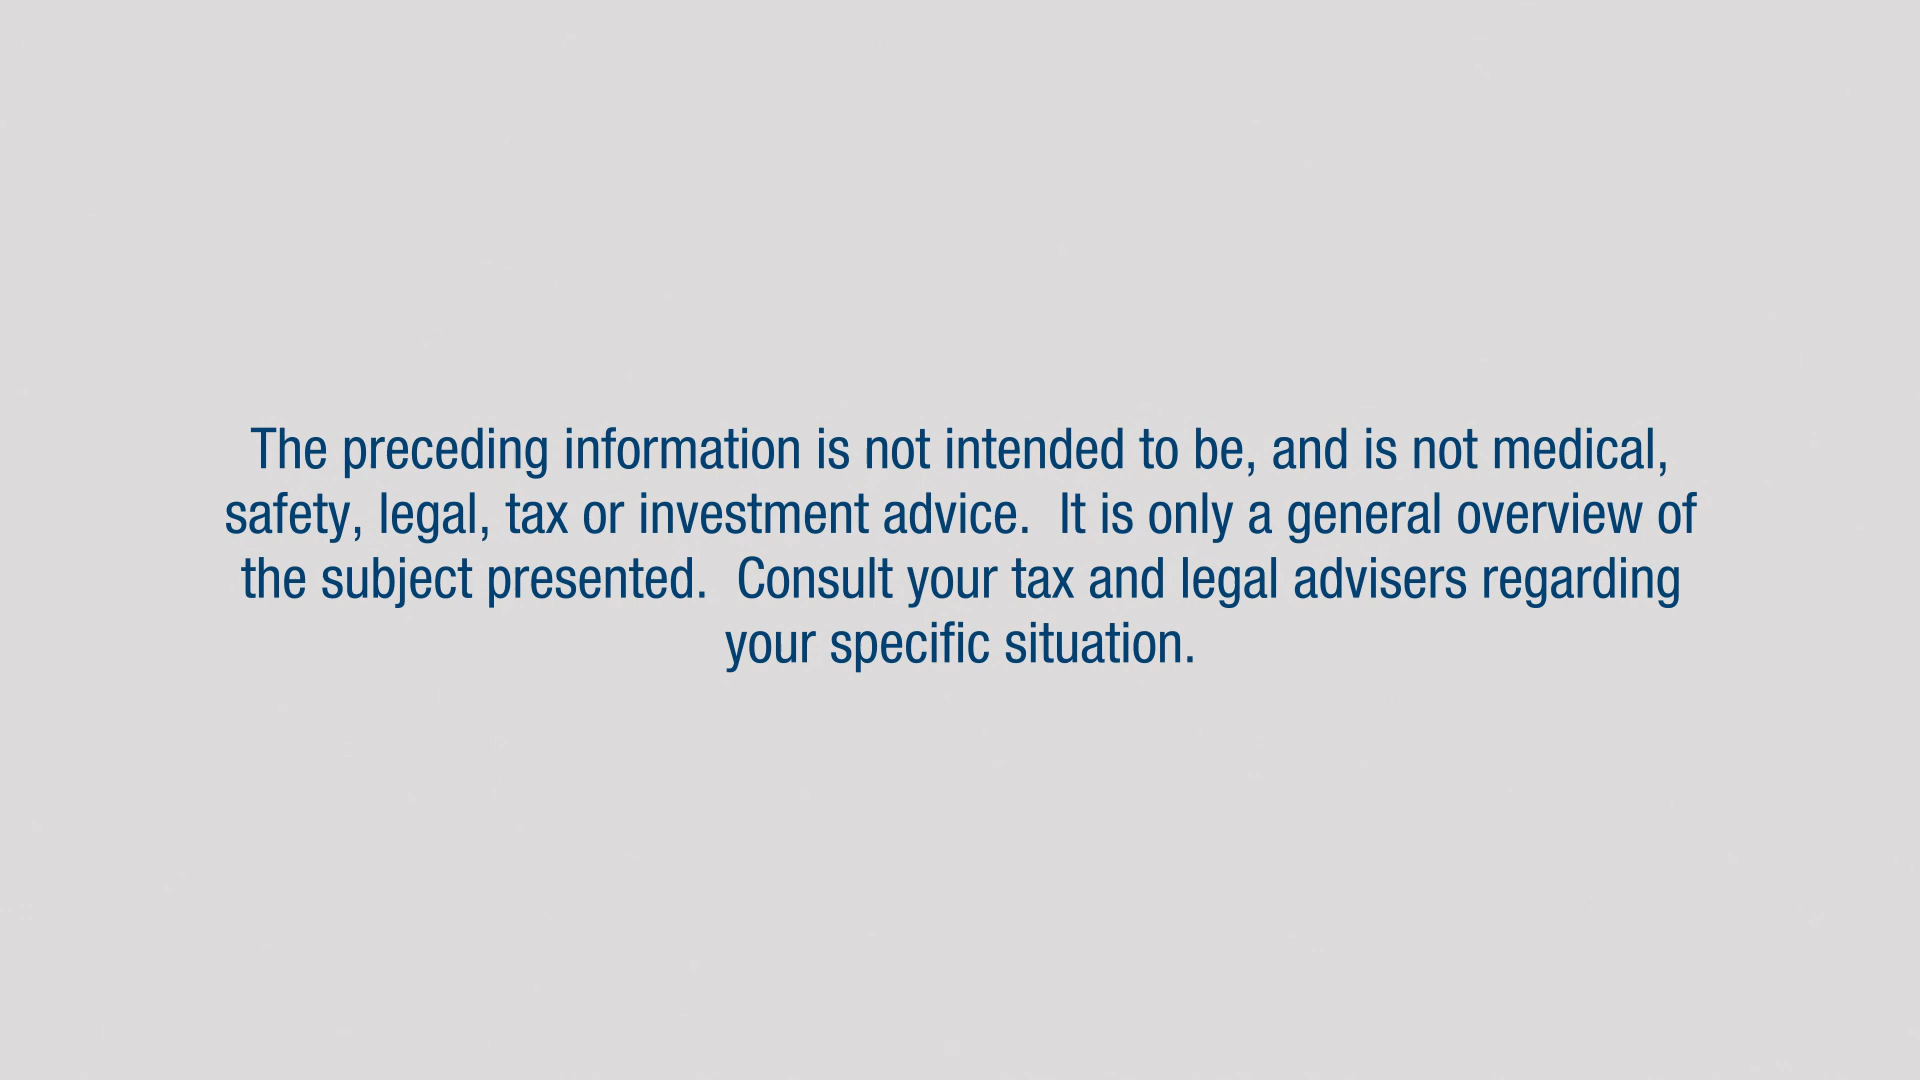 The preceding information is not intended to be, and is not medical,
safety, legal, tax or investment advice.  It is only a general overview of
the subject presented.  Consult your tax and legal advisers regarding
your specific situation.